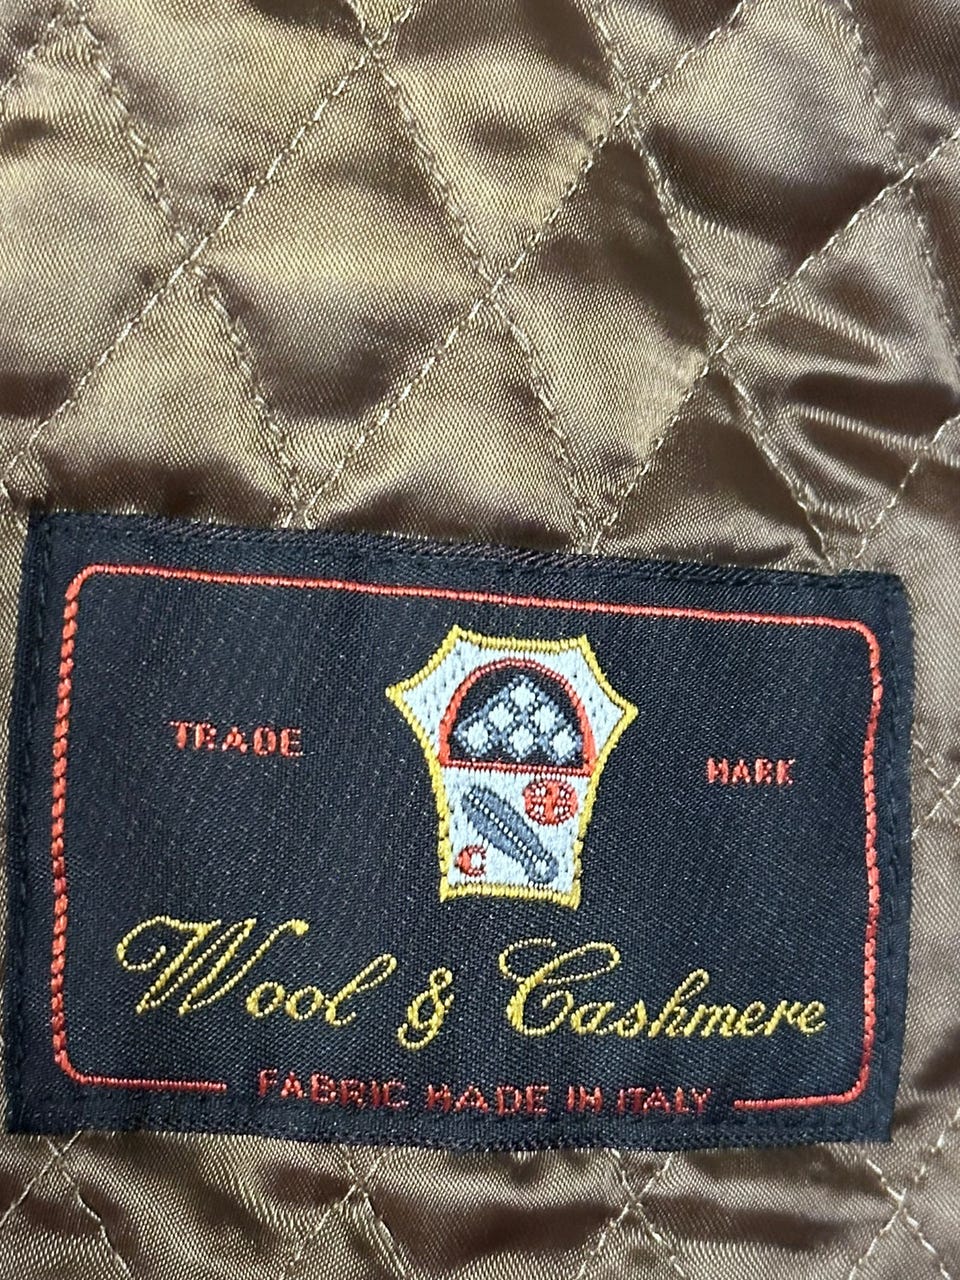 TRADE MARK
C
Wool & Cashmere
FABRIC MADE IN ITALY